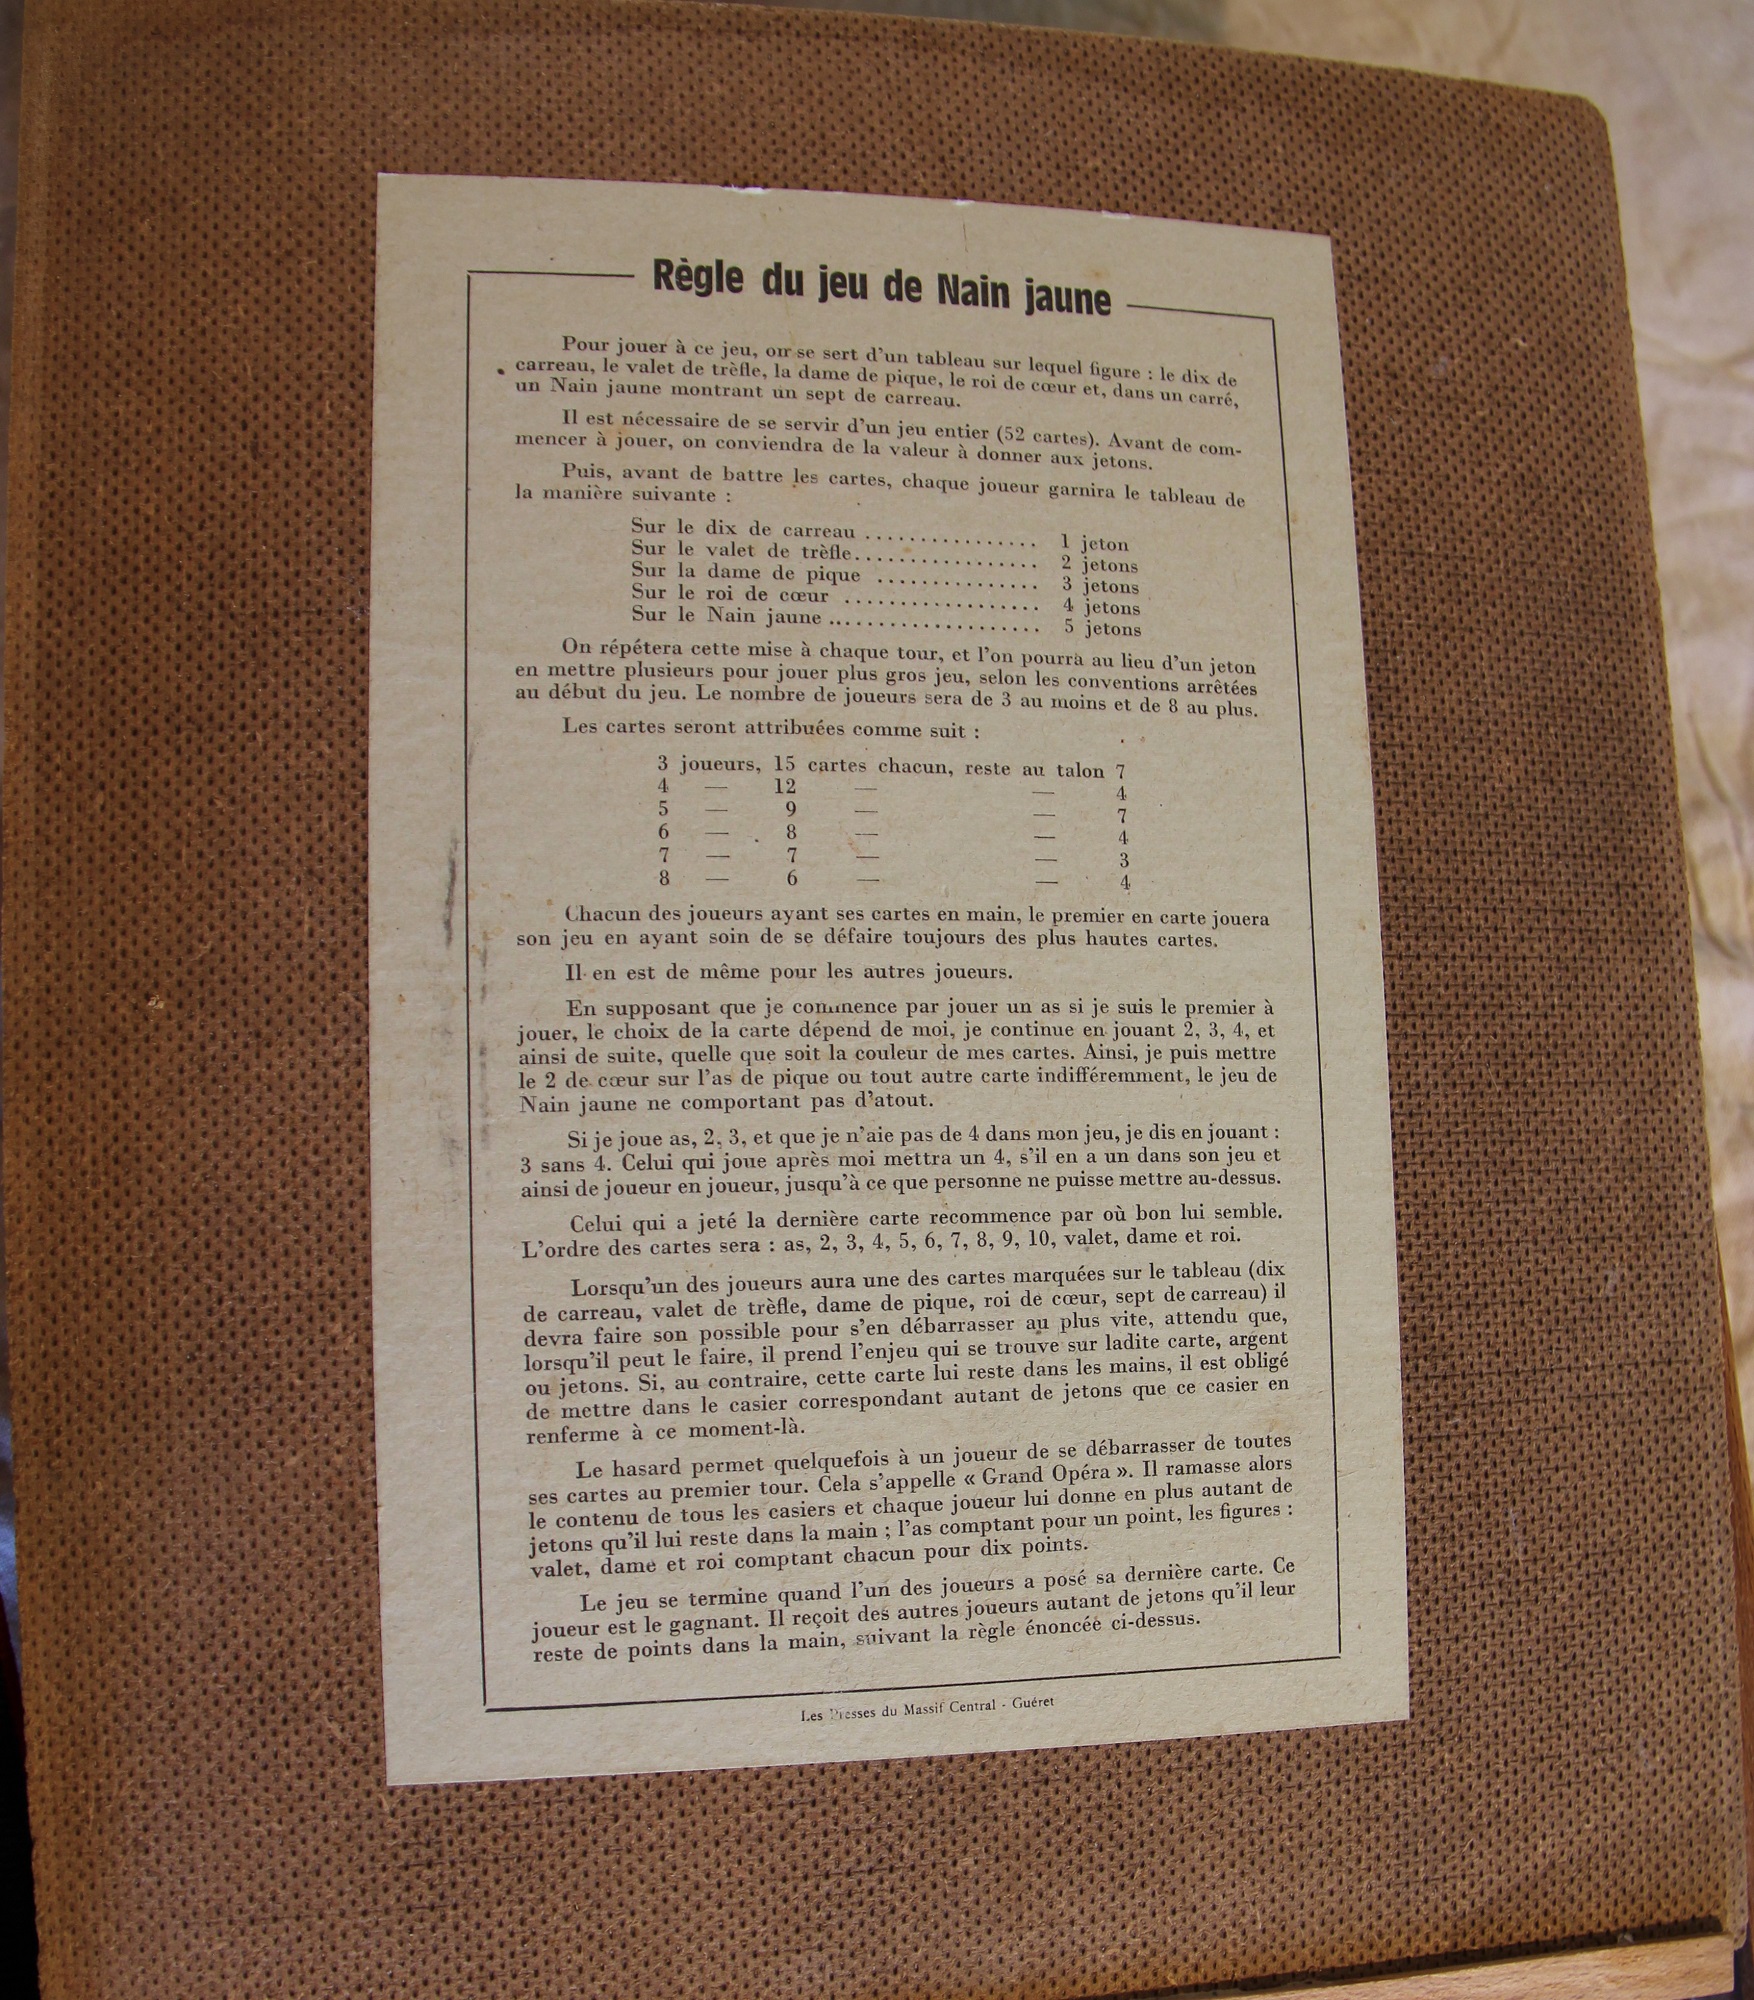 Règle du jeu de Nain jaune
Pour jouer à ce jeu, on se sert d'un tableau sur lequel figure : le dix de
carreau, le valet de trèfle, la dame de pique, le roi de cœur et, dans un carré,
un Nain jaune montrant un sept de carreau.
Il est nécessaire de se servir d'un jeu entier (52 cartes). Avant de com-
mencer à jouer, on conviendra de la valeur à donner aux jetons.
Puis, avant de battre les cartes, chaque joueur garnira le tableau de
la manière suivante :
Sur le dix de carreau ................ 1 jeton
Sur le valet de trèfle................. 2 jetons
Sur la dame de pique ............... 3 jetons
Sur le roi de cœur .................. 4 jetons
Sur le Nain jaune .................... 5 jetons
On répétera cette mise à chaque tour, et l'on pourra au lieu d'un jeton
en mettre plusieurs pour jouer plus gros jeu, selon les conventions arrêtées
au début du jeu. Le nombre de joueurs sera de 3 au moins et de 8 au plus.
Les cartes seront attribuées comme suit :
3 joueurs, 15 cartes chacun, reste au talon 7
4 — 12 — — 4
5 — 9 — — 7
6 — 8 — — 4
7 — 7 — — 3
8 — 6 — — 4
Chacun des joueurs ayant ses cartes en main, le premier en carte jouera
son jeu en ayant soin de se défaire toujours des plus hautes cartes.
Il en est de même pour les autres joueurs.
En supposant que je commence par jouer un as si je suis le premier à
jouer, le choix de la carte dépend de moi, je continue en jouant 2, 3, 4, et
ainsi de suite, quelle que soit la couleur de mes cartes. Ainsi, je puis mettre
le 2 de cœur sur l'as de pique ou tout autre carte indifféremment, le jeu de
Nain jaune ne comportant pas d'atout.
Si je joue as, 2, 3, et que je n'aie pas de 4 dans mon jeu, je dis en jouant :
3 sans 4. Celui qui joue après moi mettra un 4, s'il en a un dans son jeu et
ainsi de joueur en joueur, jusqu'à ce que personne ne puisse mettre au-dessus.
Celui qui a jeté la dernière carte recommence par où bon lui semble.
L'ordre des cartes sera : as, 2, 3, 4, 5, 6, 7, 8, 9, 10, valet, dame et roi.
Lorsqu'un des joueurs aura une des cartes marquées sur le tableau (dix
de carreau, valet de trèfle, dame de pique, roi de cœur, sept de carreau) il
devra faire son possible pour s'en débarrasser au plus vite, attendu que,
lorsqu'il peut le faire, il prend l'enjeu qui se trouve sur ladite carte, argent
ou jetons. Si, au contraire, cette carte lui reste dans les mains, il est obligé
de mettre dans le casier correspondant autant de jetons que ce casier en
renferme à ce moment-là.
Le hasard permet quelquefois à un joueur de se débarrasser de toutes
ses cartes au premier tour. Cela s'appelle « Grand Opéra ». Il ramasse alors
le contenu de tous les casiers et chaque joueur lui donne en plus autant de
jetons qu'il lui reste dans la main ; l'as comptant pour un point, les figures :
valet, dame et roi comptant chacun pour dix points.
Le jeu se termine quand l'un des joueurs a posé sa dernière carte. Ce
joueur est le gagnant. Il reçoit des autres joueurs autant de jetons qu'il leur
reste de points dans la main, suivant la règle énoncée ci-dessus.
Les Presses du Massif Central - Guéret